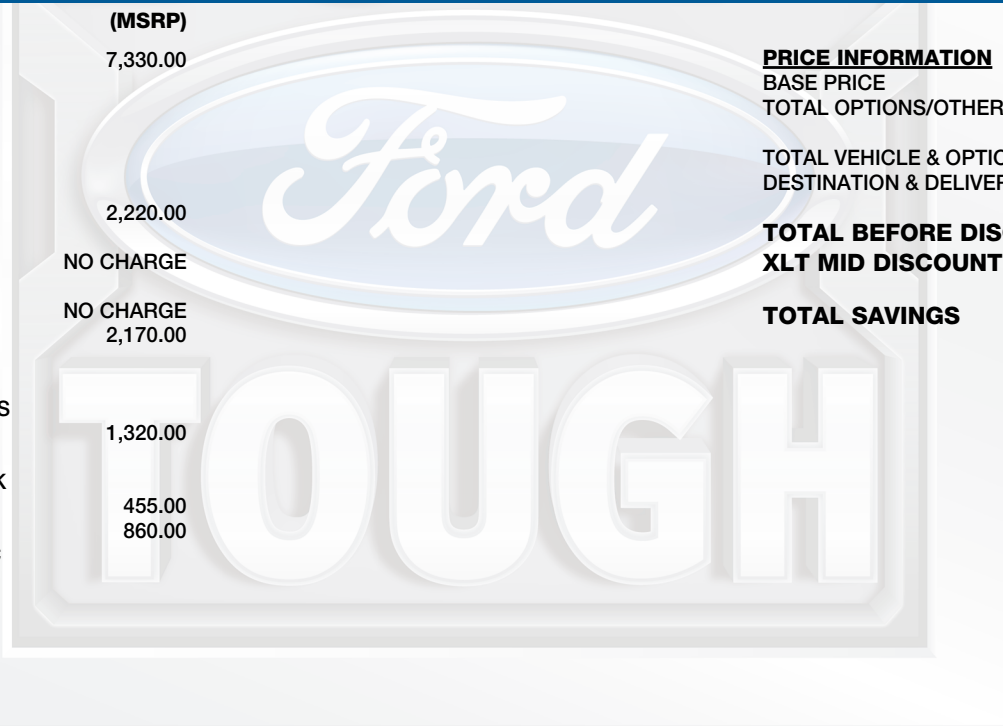 (MSRP)
7,330.00
2,220.00
NO CHARGE
NO CHARGE
2,170.00
S
1,320.00
K
455.00
860.00
PRICE INFORMATION
BASE PRICE
TOTAL OPTIONS/OTHER
TOTAL VEHICLE & OPTIO
DESTINATION & DELIVER
TOTAL BEFORE DISC
XLT MID DISCOUNT
TOTAL SAVINGS
Ford
TOUGH